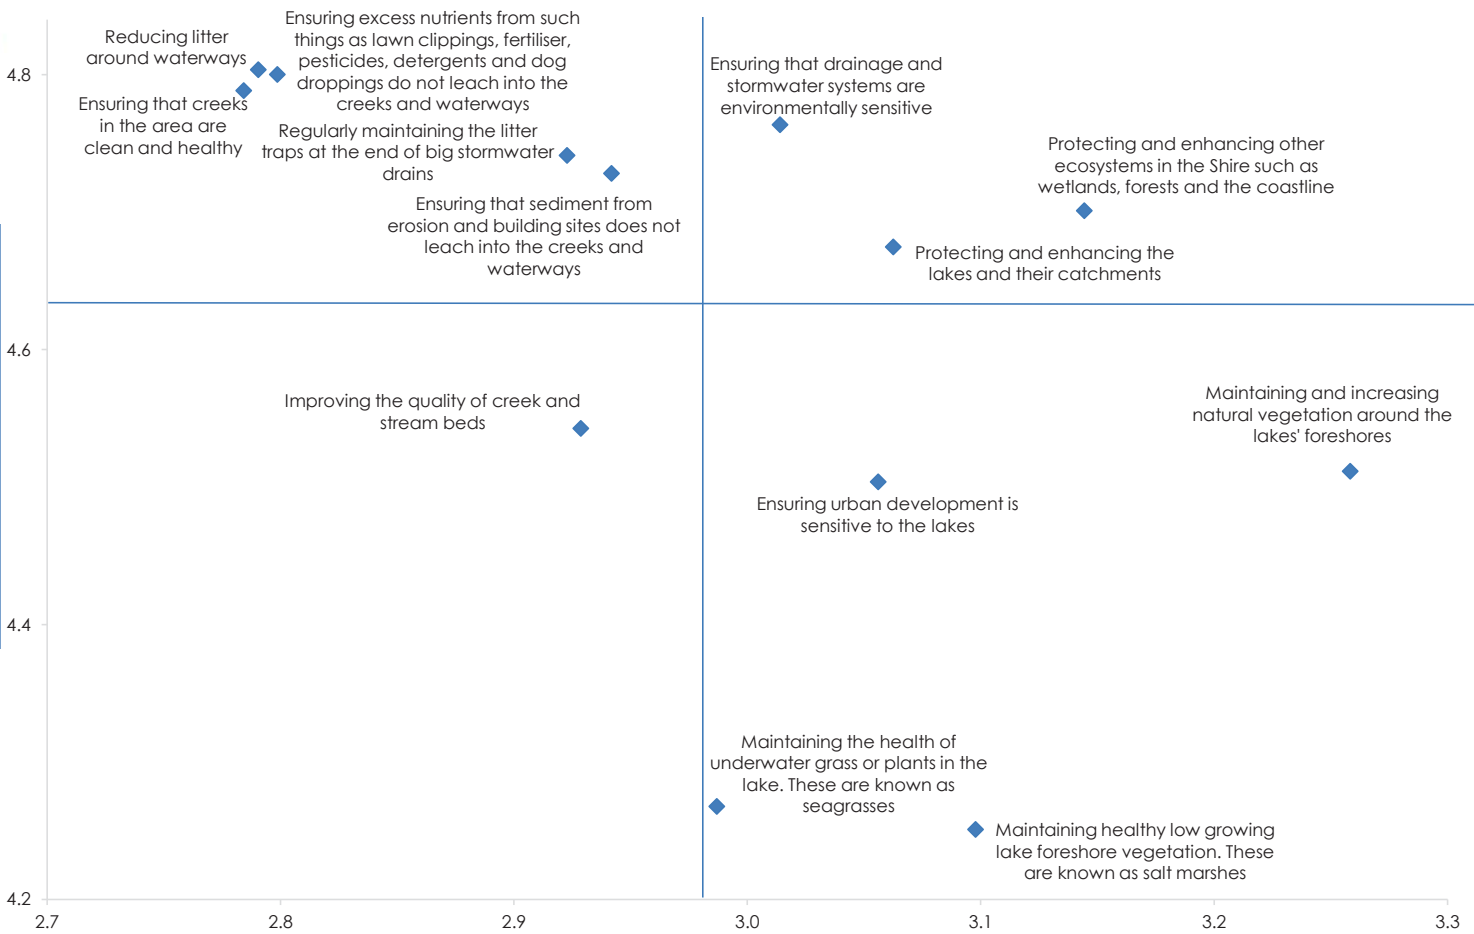 Ensuring excess nutrients from such
things as lawn clippings, fertiliser,
pesticides, detergents and dog
droppings do not leach into the
creeks and waterways
Reducing litter
around waterways
Ensuring that creeks
in the area are
clean and healthy
Regularly maintaining the litter
traps at the end of big stormwater
drains
Ensuring that sediment from
erosion and building sites does not
leach into the creeks and
waterways
Ensuring that drainage and
stormwater systems are
environmentally sensitive
Protecting and enhancing other
ecosystems in the Shire such as
wetlands, forests and the coastline
Protecting and enhancing the
lakes and their catchments
Improving the quality of creek and
stream beds
Maintaining and increasing
natural vegetation around the
lakes' foreshores
Ensuring urban development is
sensitive to the lakes
Maintaining the health of
underwater grass or plants in the
lake. These are known as
seagrasses
Maintaining healthy low growing
lake foreshore vegetation. These
are known as salt marshes
4.8
4.6
4.4
4.2
2.7 2.8 2.9 3.0 3.1 3.2 3.3